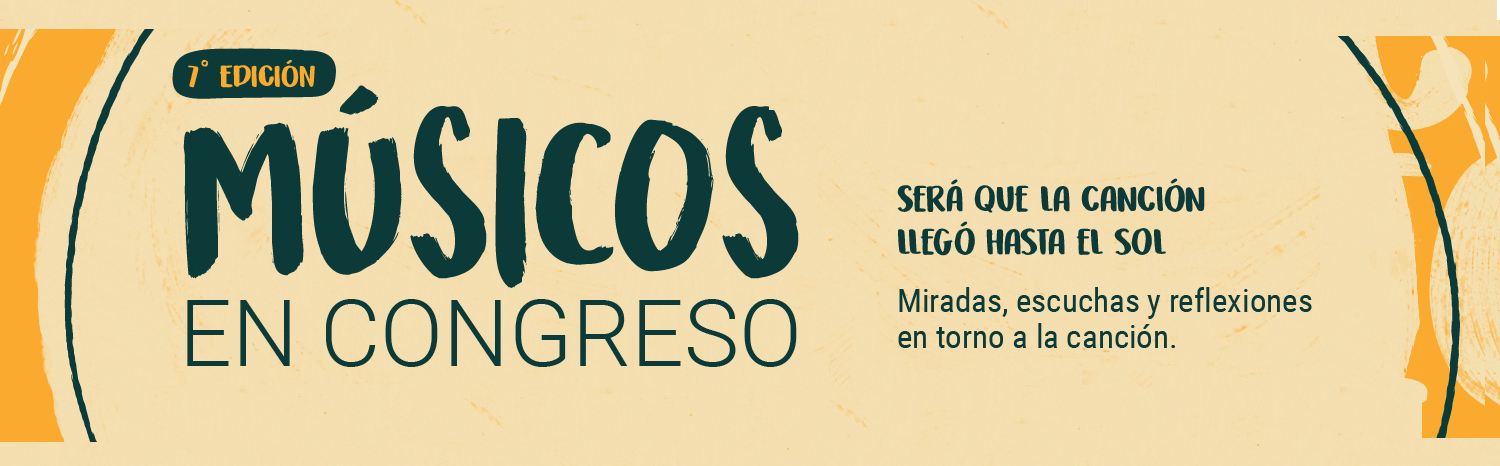 7° EDICIÓN
MÚSICOS
EN CONGRESO
SERÁ QUE LA CANCIÓN
LLEGÓ HASTA EL SOL
Miradas, escuchas y reflexiones
en torno a la canción.